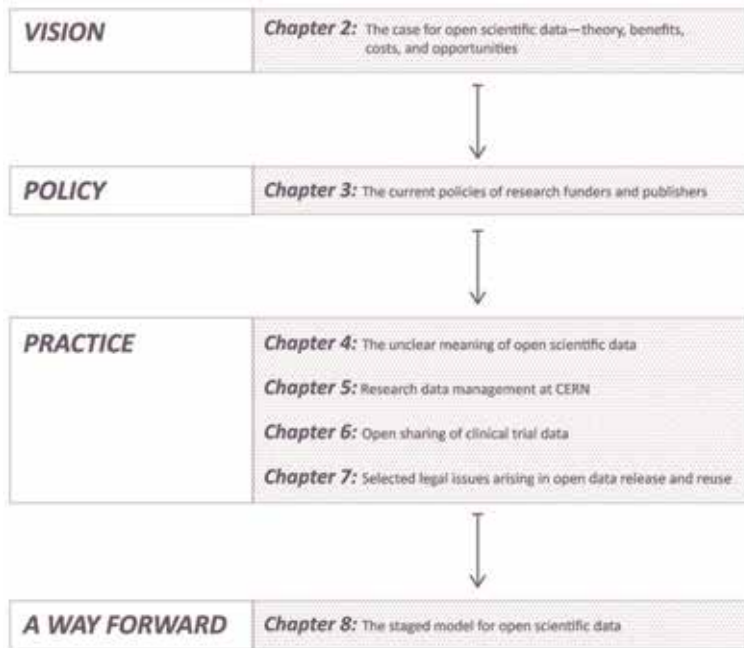 VISION
Chapter 2: The case for open scientific data—theory, benefits,
costs, and opportunities
POLICY
Chapter 3: The current policies of research funders and publishers
PRACTICE
Chapter 4: The unclear meaning of open scientific data
Chapter 5: Research data management at CERN
Chapter 6: Open sharing of clinical trial data
Chapter 7: Selected legal issues arising in open data release and reuse
A WAY FORWARD
Chapter 8: The staged model for open scientific data